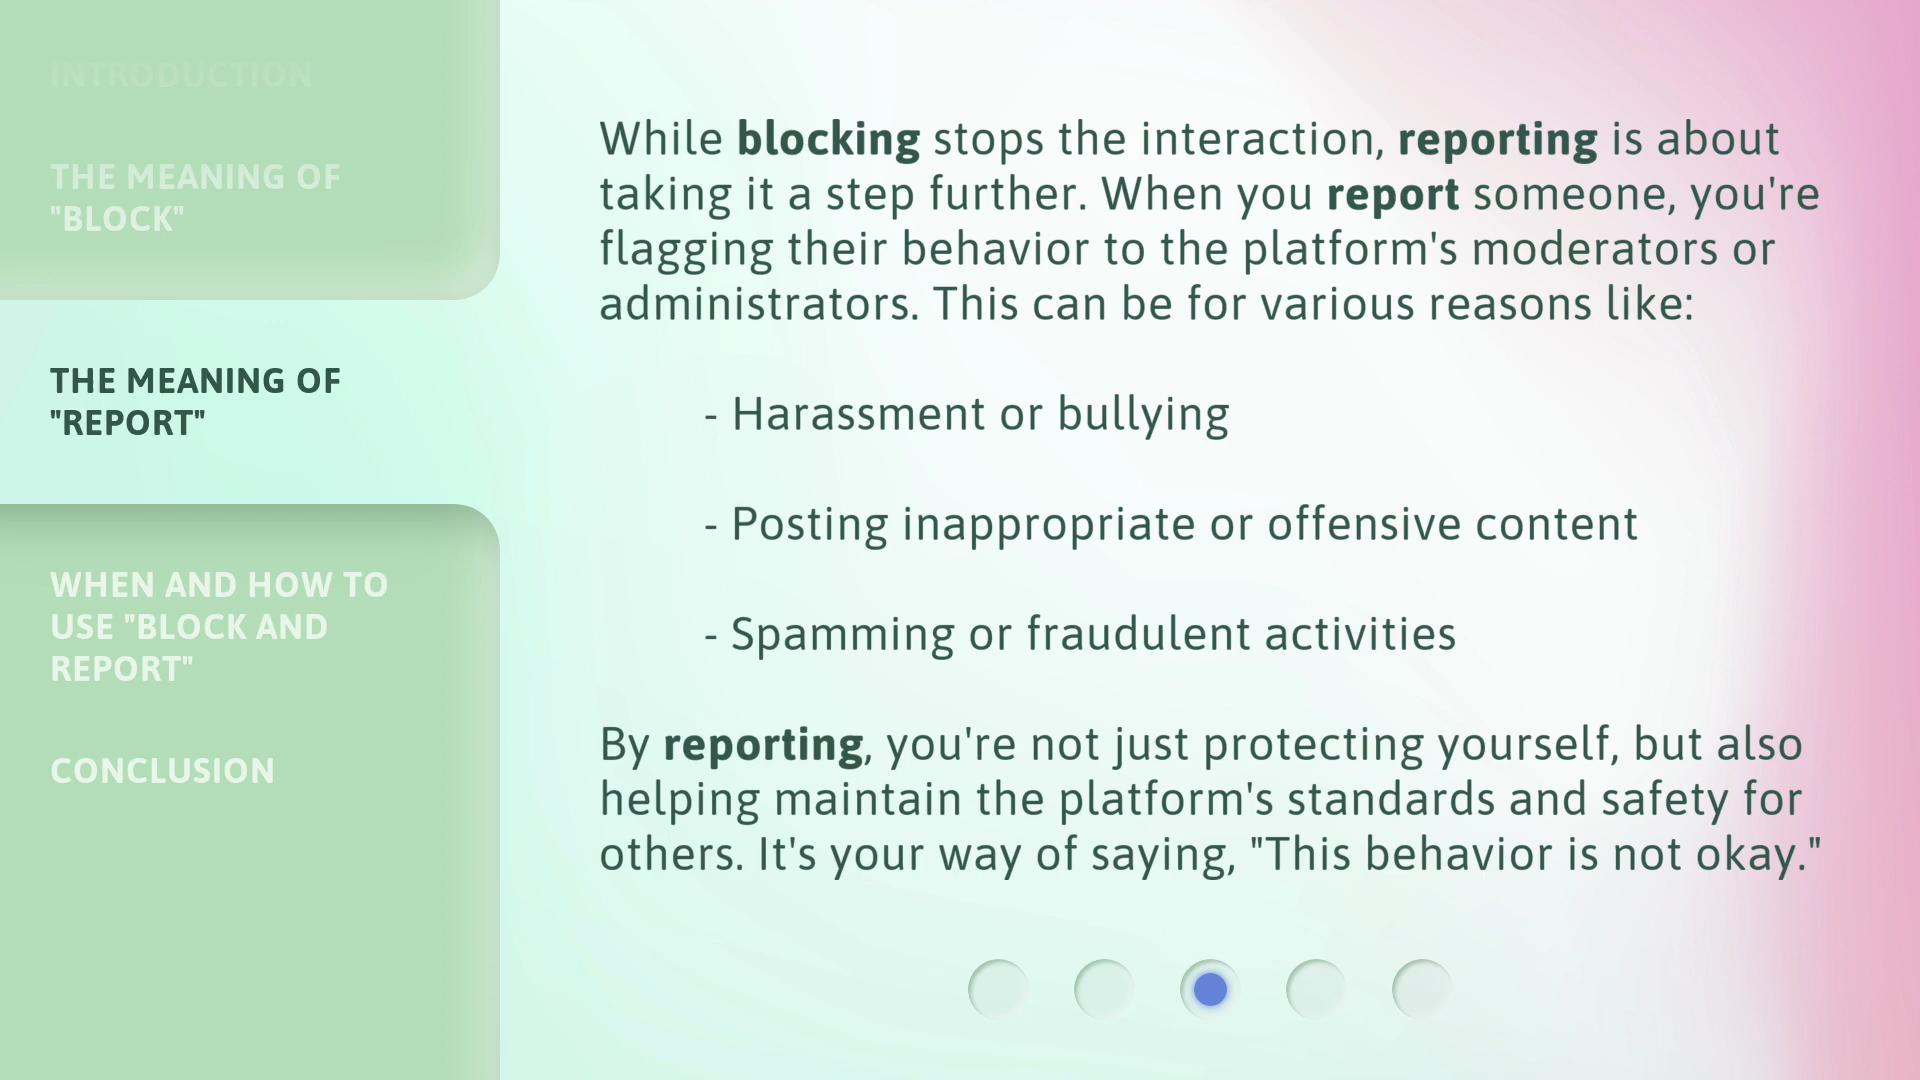 INTRODUCTION
THE MEANING OF
"BLOCK"
THE MEANING OF
"REPORT"
WHEN AND HOW TO
USE "BLOCK AND
REPORT"
CONCLUSION
While blocking stops the interaction, reporting is about
taking it a step further. When you report someone, you're
flagging their behavior to the platform's moderators or
administrators. This can be for various reasons like:
- Harassment or bullying
- Posting inappropriate or offensive content
- Spamming or fraudulent activities
By reporting, you're not just protecting yourself, but also
helping maintain the platform's standards and safety for
others. It's your way of saying, "This behavior is not okay."